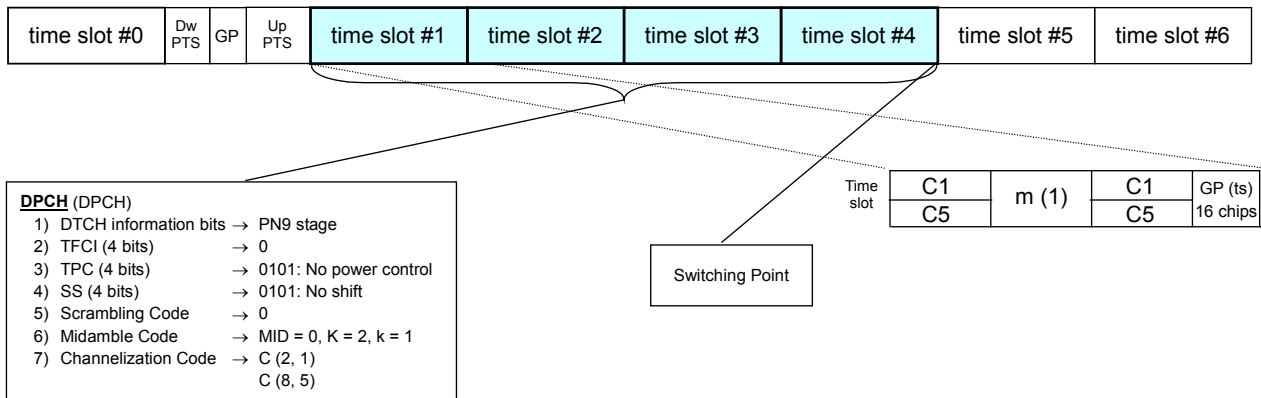 time slot #0 Dw PTS GP Up PTS time slot #1 time slot #2 time slot #3 time slot #4 time slot #5 time slot #6
Time slot C1 m (1) C1 GP (ts)
C5 C5 16 chips
DPCH (DPCH)
1) DTCH information bits → PN9 stage
2) TFCI (4 bits) → 0
3) TPC (4 bits) → 0101: No power control
4) SS (4 bits) → 0101: No shift
5) Scrambling Code → 0
6) Midamble Code → MID = 0, K = 2, k = 1
7) Channelization Code → C (2, 1)
C (8, 5)
Switching Point